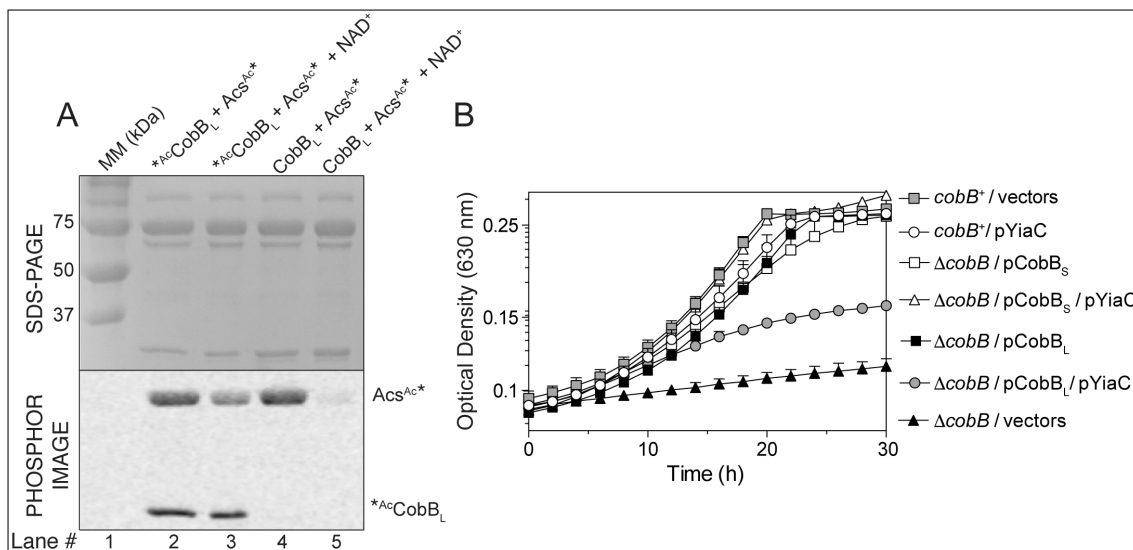 A
MM (kDa)
*AcCobBL + AcsAc*
*AcCobBL + AcsAc* + NAD+
CobBL + AcsAc*
CobBL + AcsAc* + NAD+
SDS-PAGE
75
50
37
PHOSPHOR
IMAGE
AcsAc*
*AcCobBL
Lane # 1 2 3 4 5
B
Optical Density (630 nm)
0.25
0.15
0.1
0 10 20 30
Time (h)
cobB+ / vectors
cobB+ / pYiaC
ΔcobB / pCobBS
ΔcobB / pCobBS / pYiaC
ΔcobB / pCobBL
ΔcobB / pCobBL / pYiaC
ΔcobB / vectors